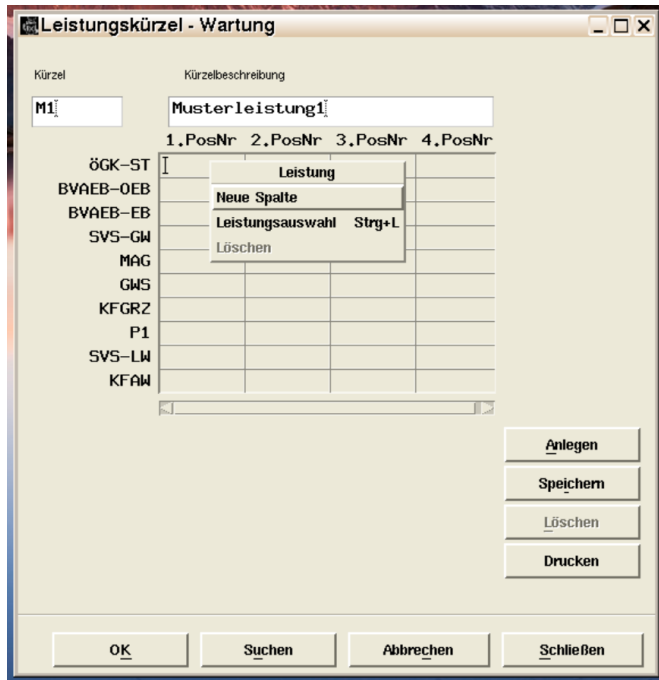 Leistungskürzel - Wartung
Kürzel Kürzelbeschreibung
M1 Musterleistung1
1.PosNr 2.PosNr 3.PosNr 4.PosNr
öGK-ST
BVAEB-OEB
BVAEB-EB
SVS-GW
MAG
GWS
KFGRZ
P1
SVS-LW
KFAW
Leistung
Neue Spalte
Leistungsauswahl Strg+L
Löschen
Anlegen
Speichern
Löschen
Drucken
OK Suchen Abbrechen Schließen